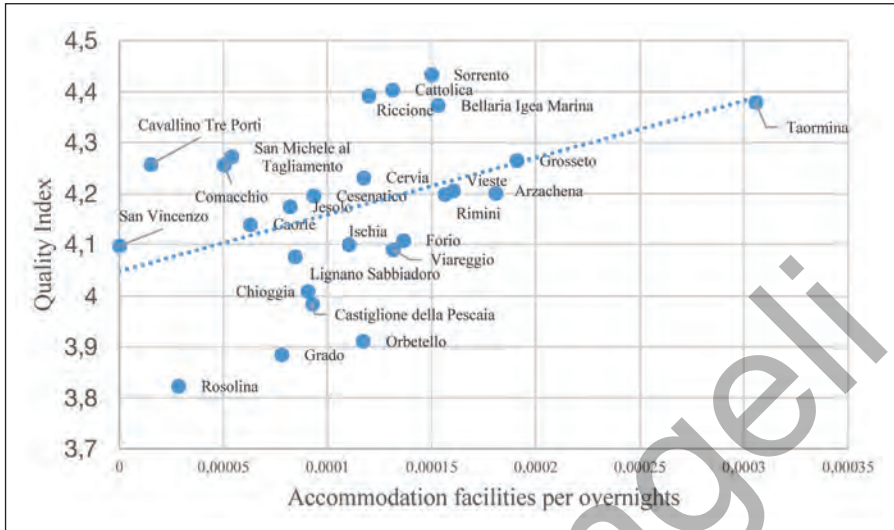 4,5
Sorrento
4,4
Cattolica
Riccione
Bellaria Igea Marina
Taormina
4,3
Cavallino Tre Porti
San Michele al
Tagliamento
Grosseto
Comacchio
Cervia
Vieste
Arzachena
4,2
Cesenatico
Jesolo
San Vincenzo
Rimini
Caorle
Ischia
Forio
4,1
Viareggio
Lignano Sabbiadoro
4
Chioggia
Castiglione della Pescaia
3,9
Orbetello
Grado
3,8
Rosolina
3,7
Quality Index
0
0,00005
0,0001
0,00015
0,0002
0,00025
0,0003
0,00035
Accommodation facilities per overnights
ngeli